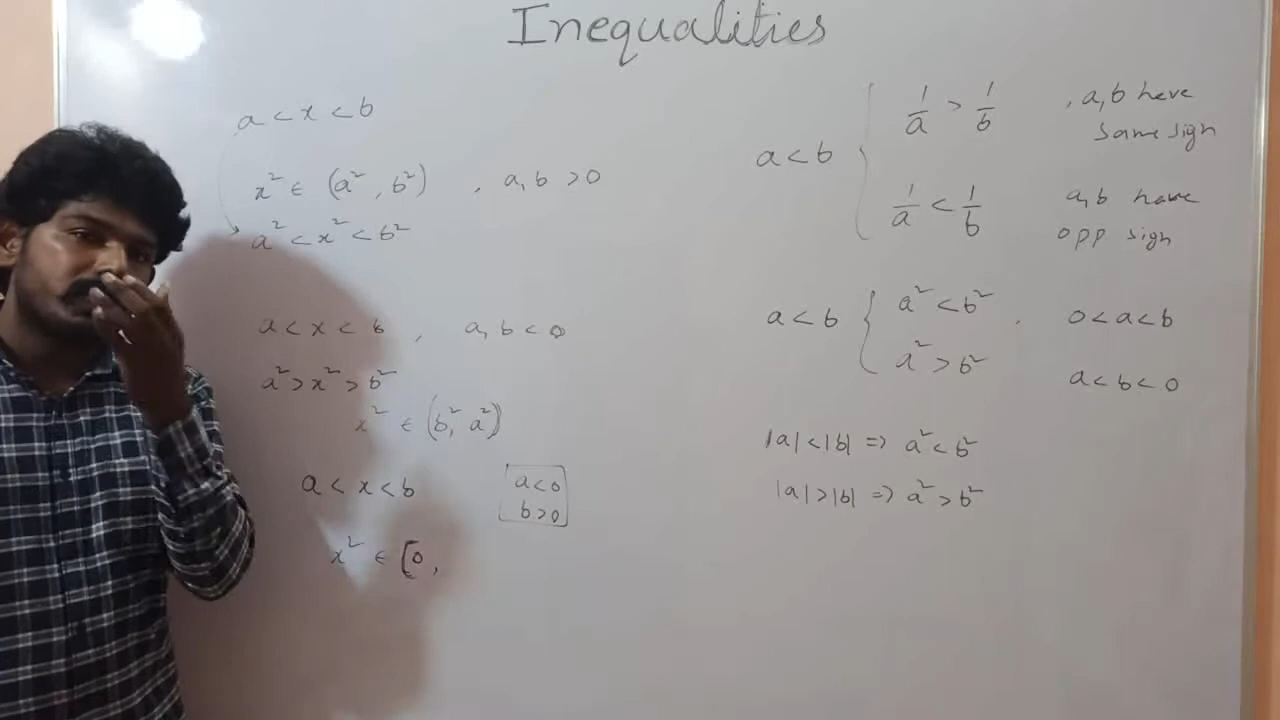 Inequalities
a < x < b
x² ∈ (a², b²) , a, b > 0
a² < x² < b²
a < x < b , a, b < 0
a² > x² > b²
x² ∈ (b², a²)
a < x < b
a < 0
b > 0
x² ∈ [0,
a < b { 1/a > 1/b , a, b have
same sign
1/a < 1/b a, b have
opp sign
a < b { a² < b² , 0 < a < b
a² > b² a < b < 0
|a| < |b| => a² < b²
|a| > |b| => a² > b²